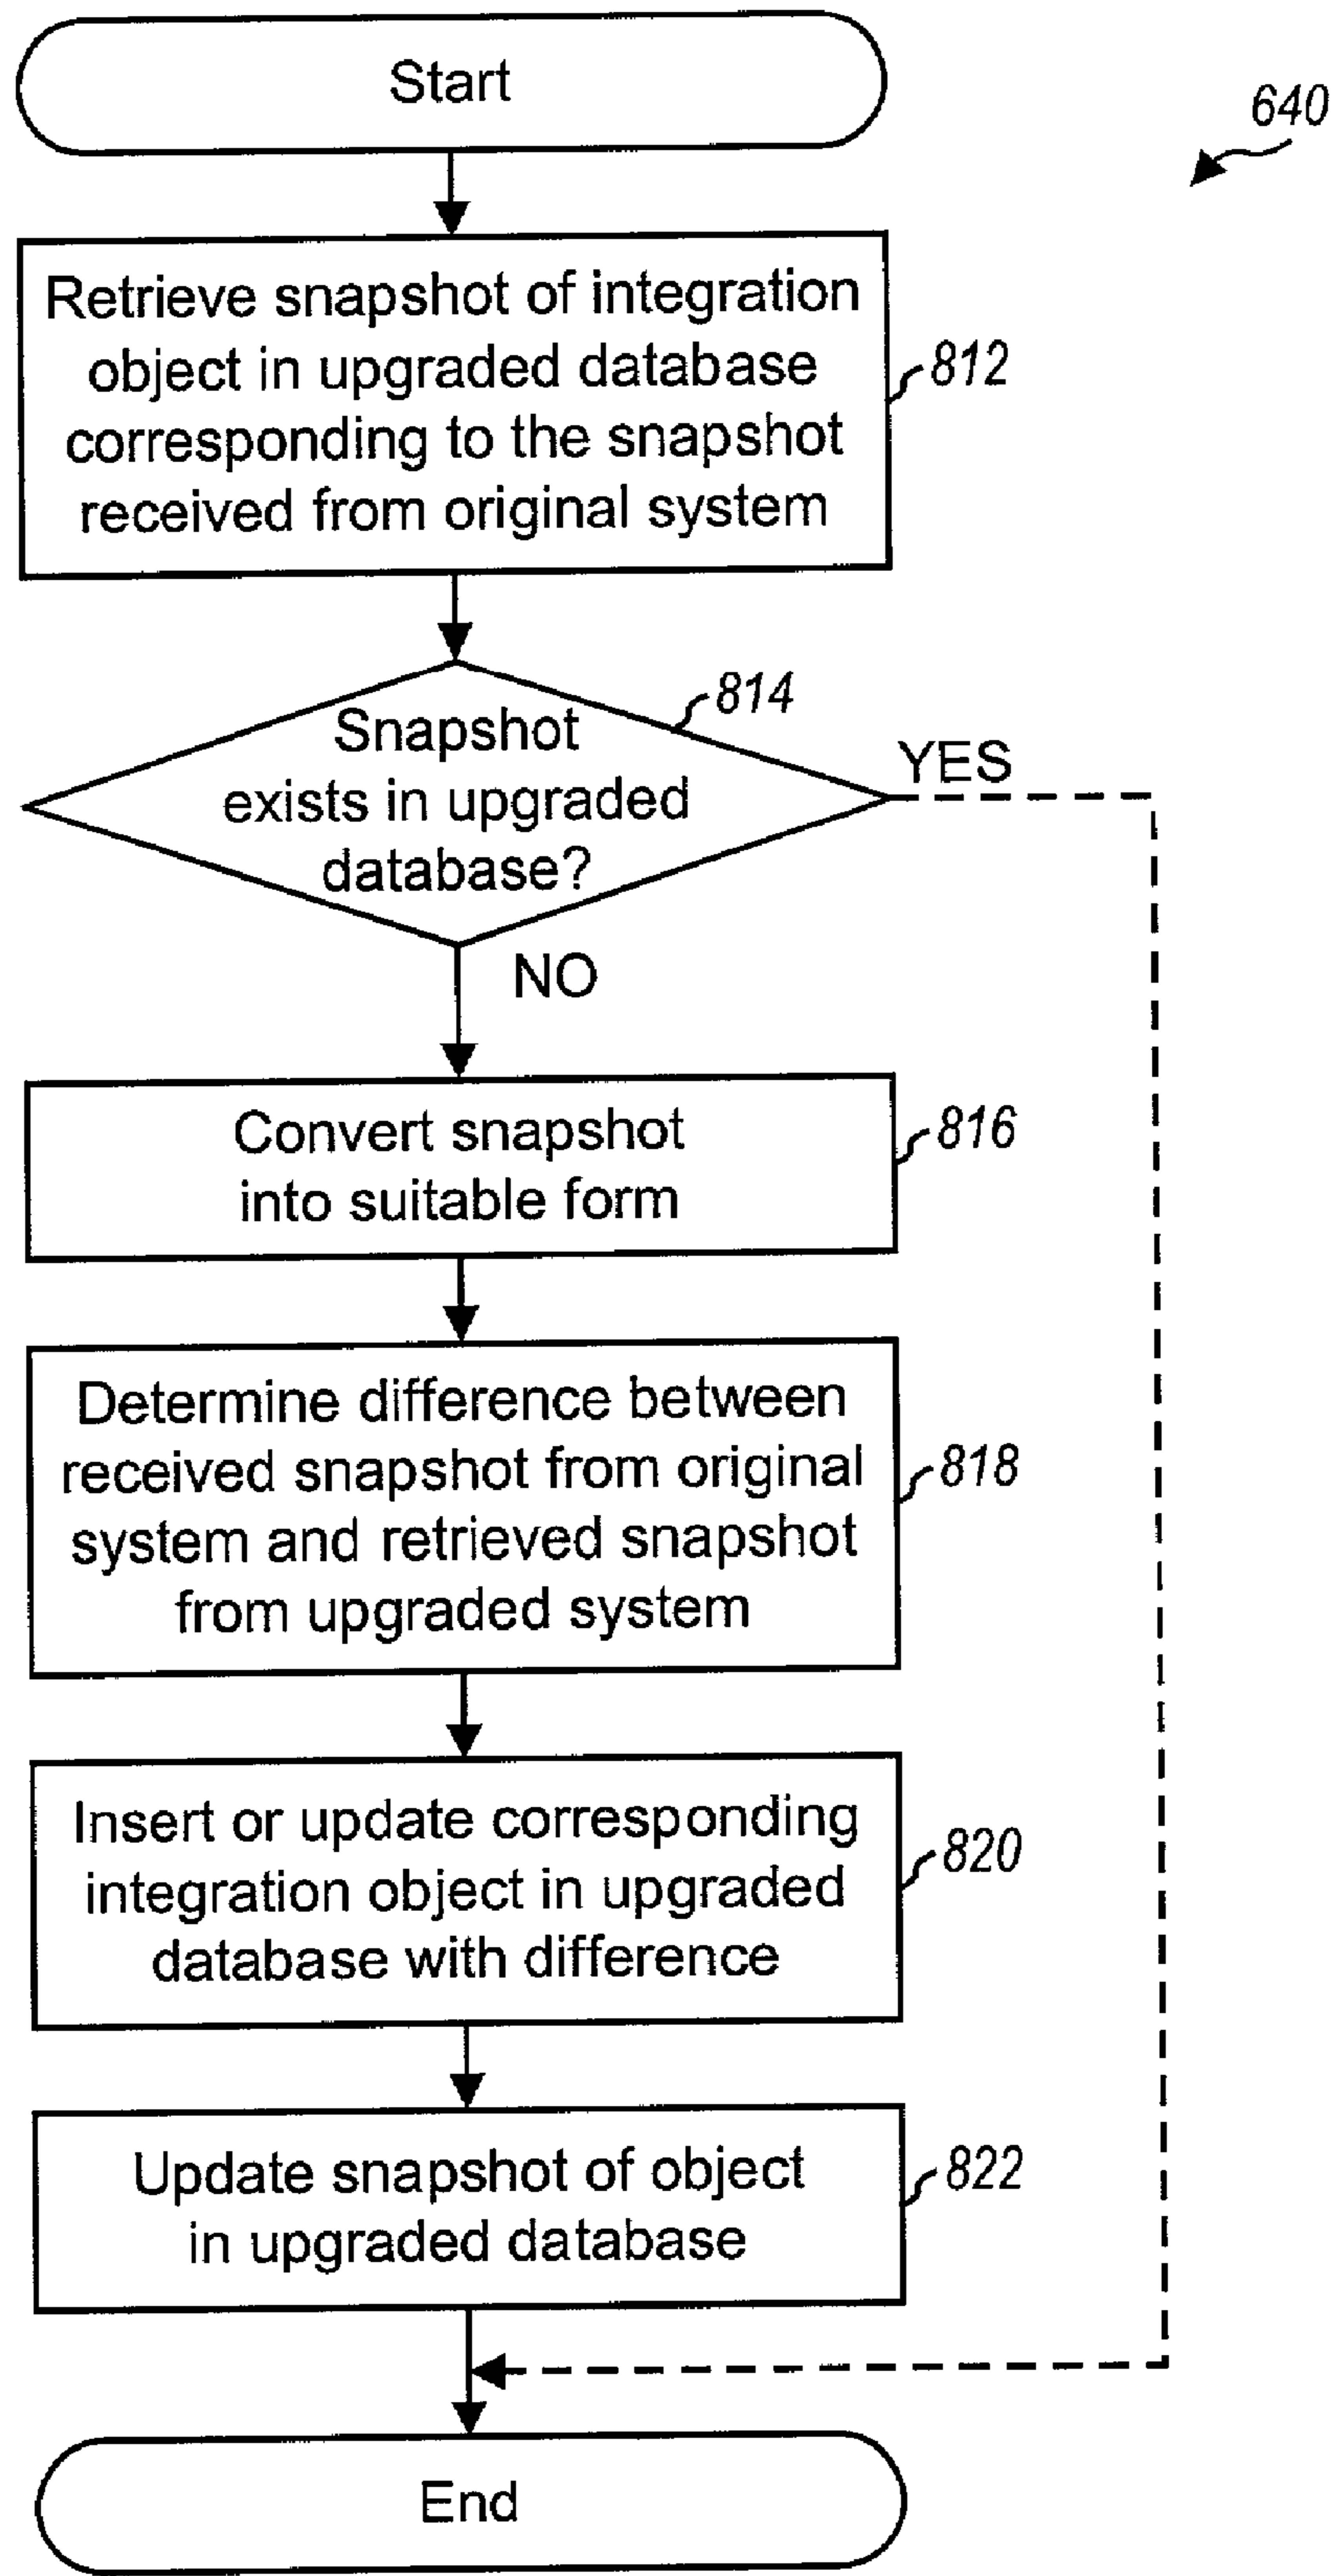 Start
640
Retrieve snapshot of integration
object in upgraded database
corresponding to the snapshot
received from original system
812
814
Snapshot
exists in upgraded
database?
YES
NO
Convert snapshot
into suitable form
816
Determine difference between
received snapshot from original
system and retrieved snapshot
from upgraded system
818
Insert or update corresponding
integration object in upgraded
database with difference
820
Update snapshot of object
in upgraded database
822
End